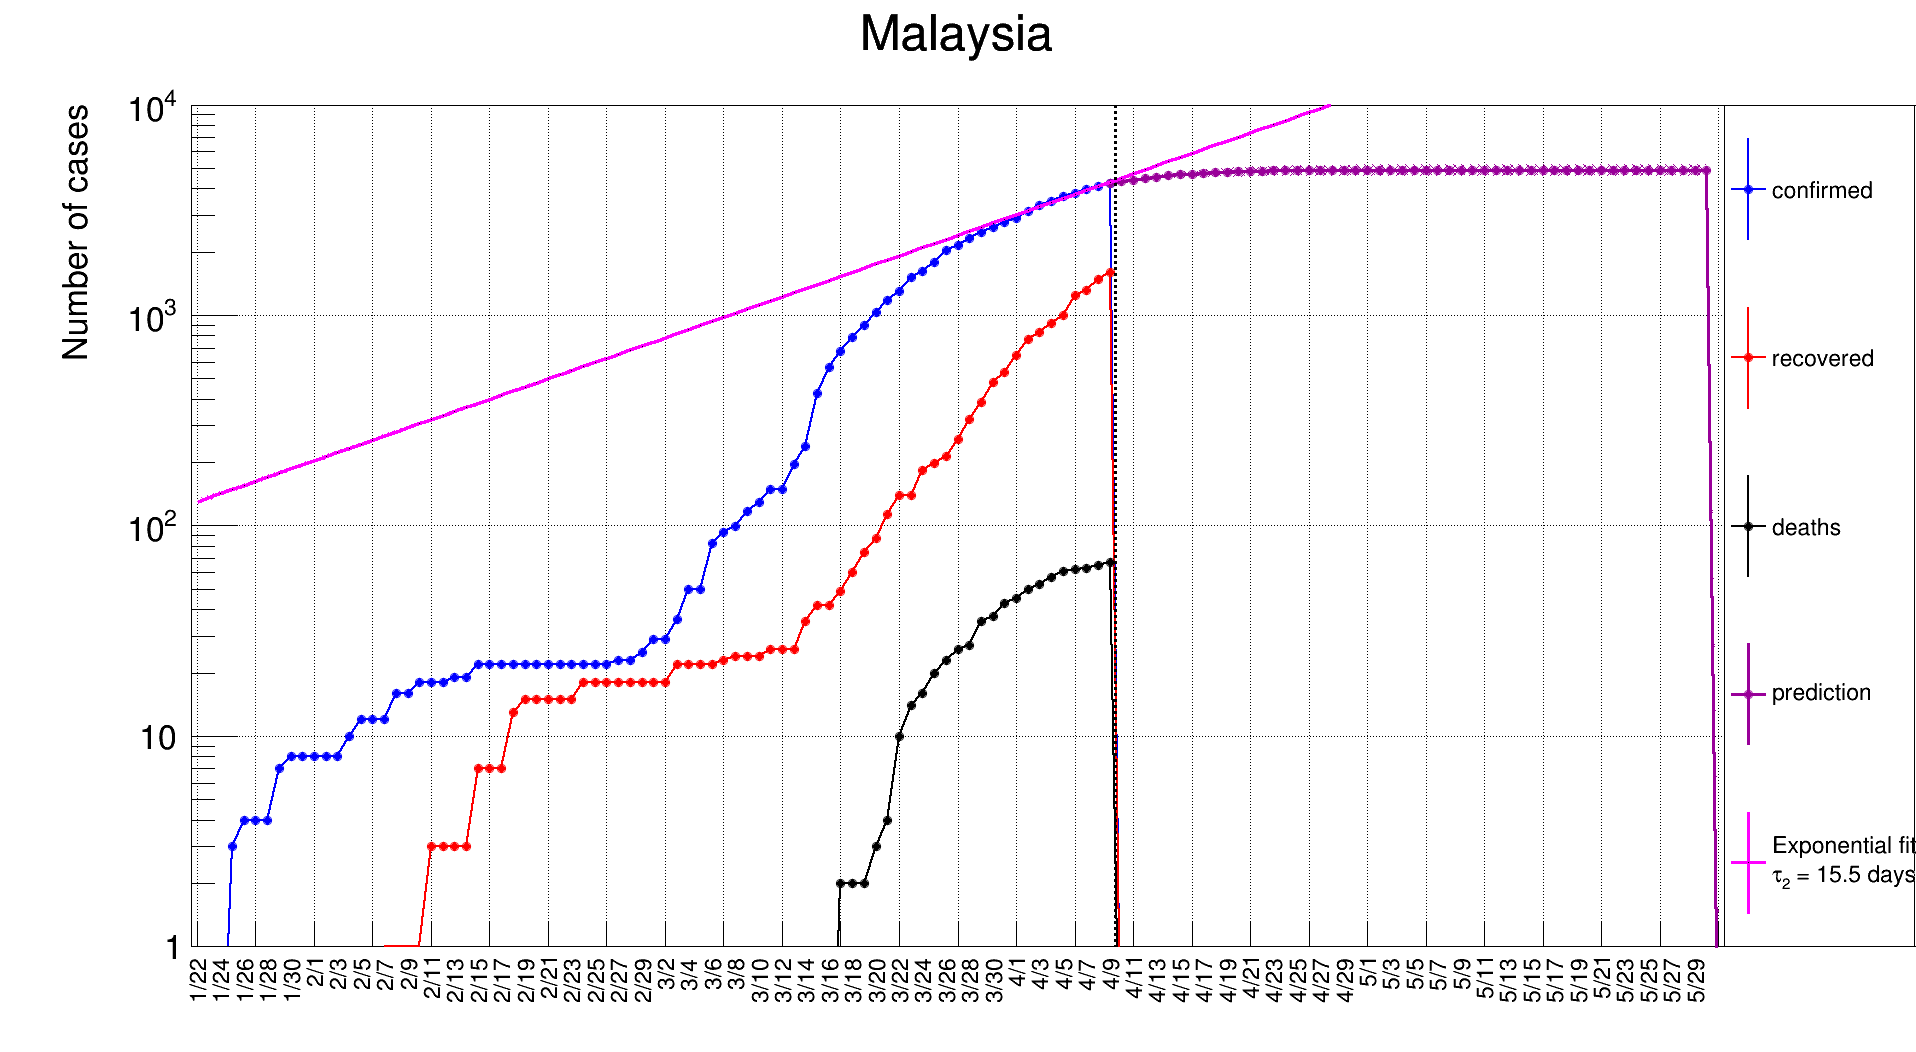 Malaysia
Number of cases
10^4
10^3
10^2
10
1
1/22 1/24 1/26 1/28 1/30 2/1 2/3 2/5 2/7 2/9 2/11 2/13 2/15 2/17 2/19 2/21 2/23 2/25 2/27 2/29 3/2 3/4 3/6 3/8 3/10 3/12 3/14 3/16 3/18 3/20 3/22 3/24 3/26 3/28 3/30 4/1 4/3 4/5 4/7 4/9 4/11 4/13 4/15 4/17 4/19 4/21 4/23 4/25 4/27 4/29 5/1 5/3 5/5 5/7 5/9 5/11 5/13 5/15 5/17 5/19 5/21 5/23 5/25 5/27 5/29
confirmed
recovered
deaths
prediction
Exponential fit
τ₂ = 15.5 days